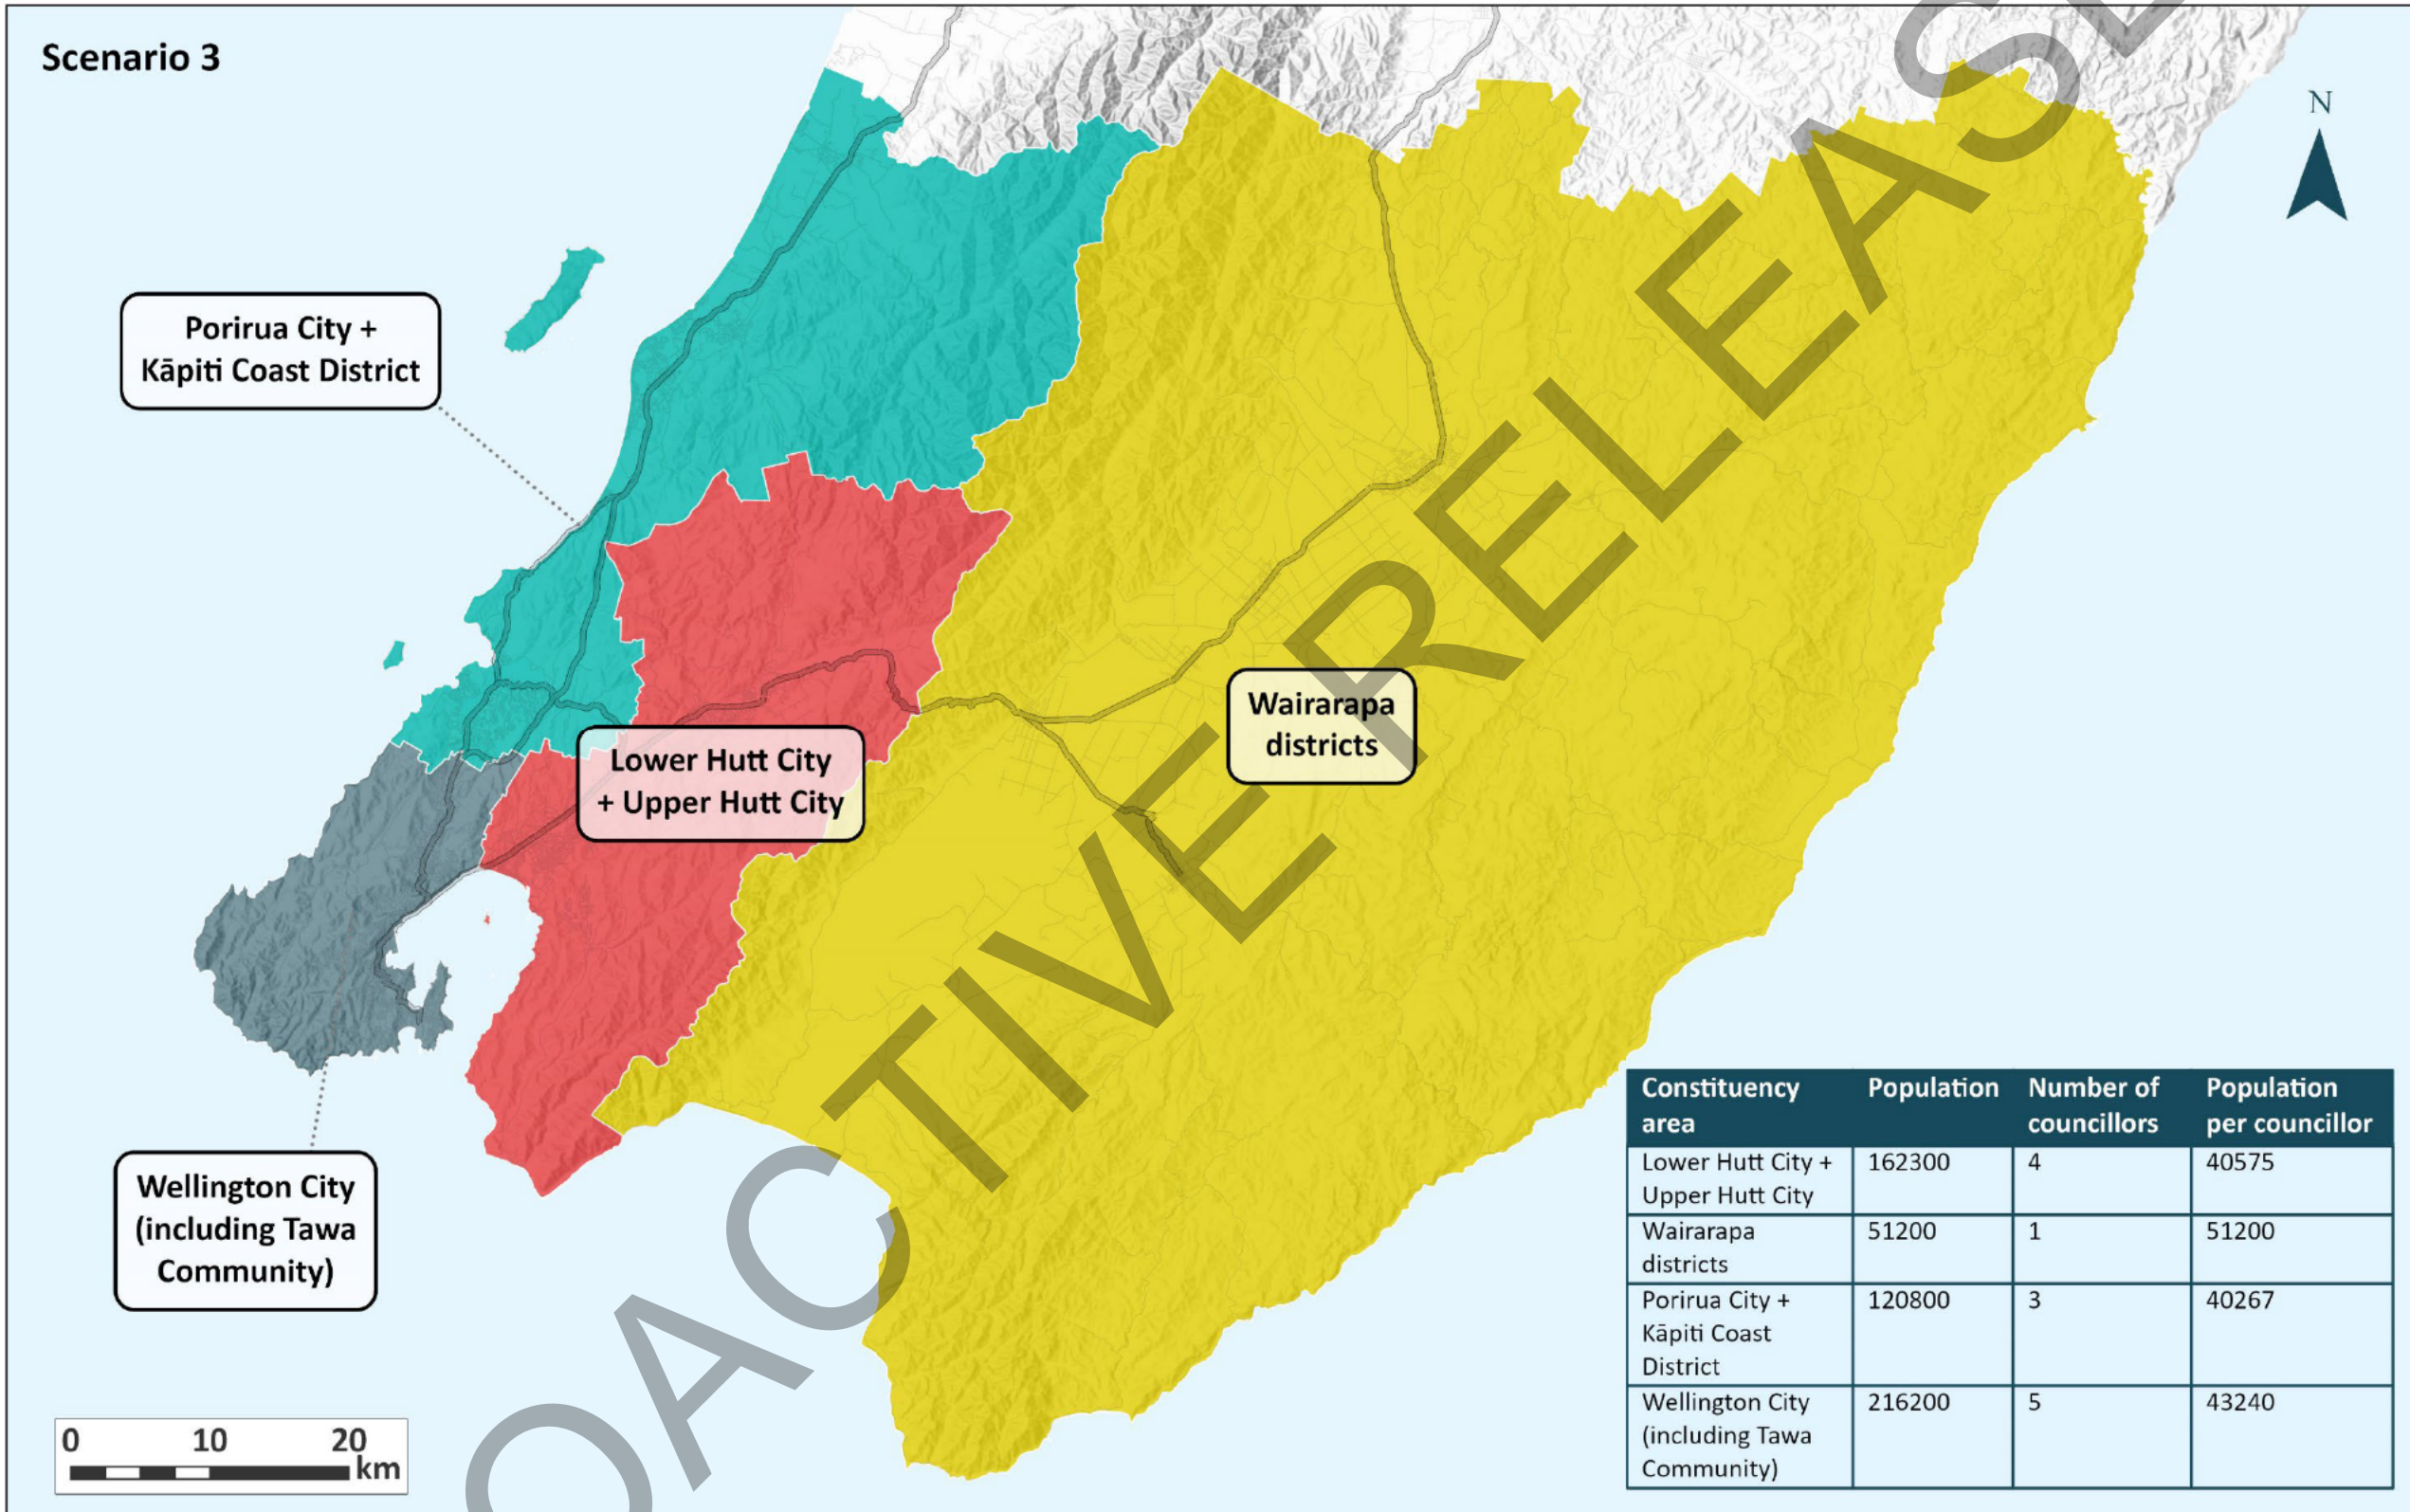 Scenario 3
N
Porirua City +
Kāpiti Coast District
Lower Hutt City
+ Upper Hutt City
Wairarapa
districts
Wellington City
(including Tawa
Community)
0 10 20
km
Constituency area Population Number of councillors Population per councillor
Lower Hutt City + Upper Hutt City 162300 4 40575
Wairarapa districts 51200 1 51200
Porirua City + Kāpiti Coast District 120800 3 40267
Wellington City (including Tawa Community) 216200 5 43240
OACTIVE RELEASE